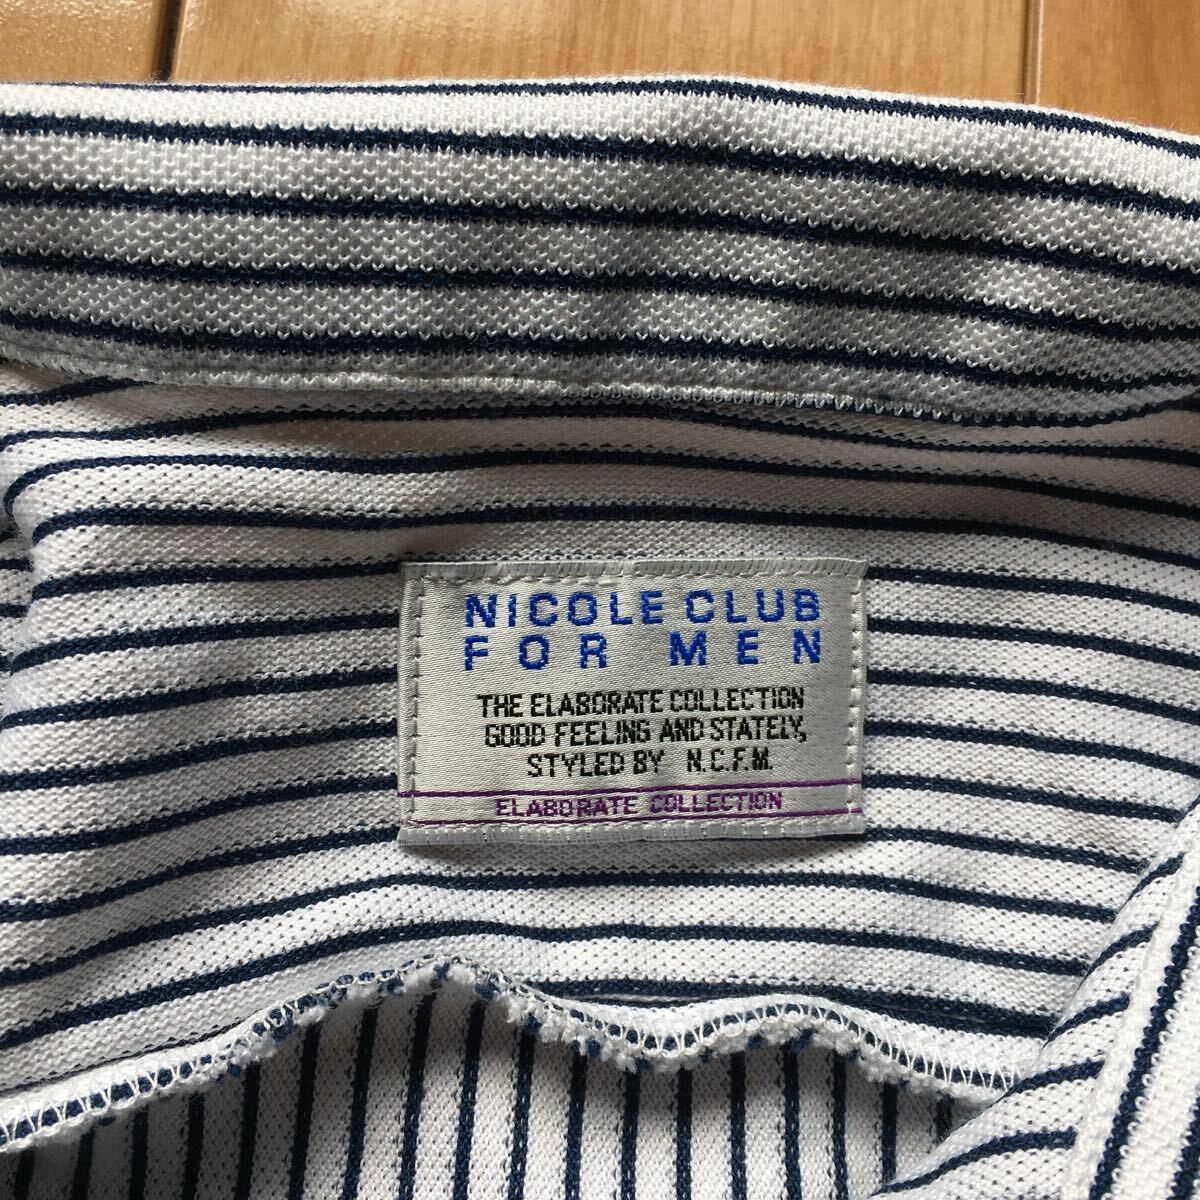 NICOLE CLUB
FOR MEN
THE ELABORATE COLLECTION
GOOD FEELING AND STATELY,
STYLED BY N.C.F.M.
ELABORATE COLLECTION